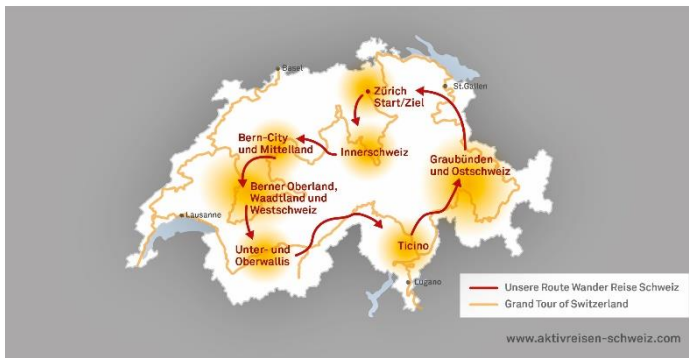 Basel
Zürich
Start/Ziel
St.Gallen
Bern-City
und Mittelland
Innerschweiz
Graubünden
und Ostschweiz
Berner Oberland,
Waadtland und
Westschweiz
Lausanne
Unter- und
Oberwallis
Ticino
Lugano
Unsere Route Wander Reise Schweiz
Grand Tour of Switzerland
www.aktivreisen-schweiz.com